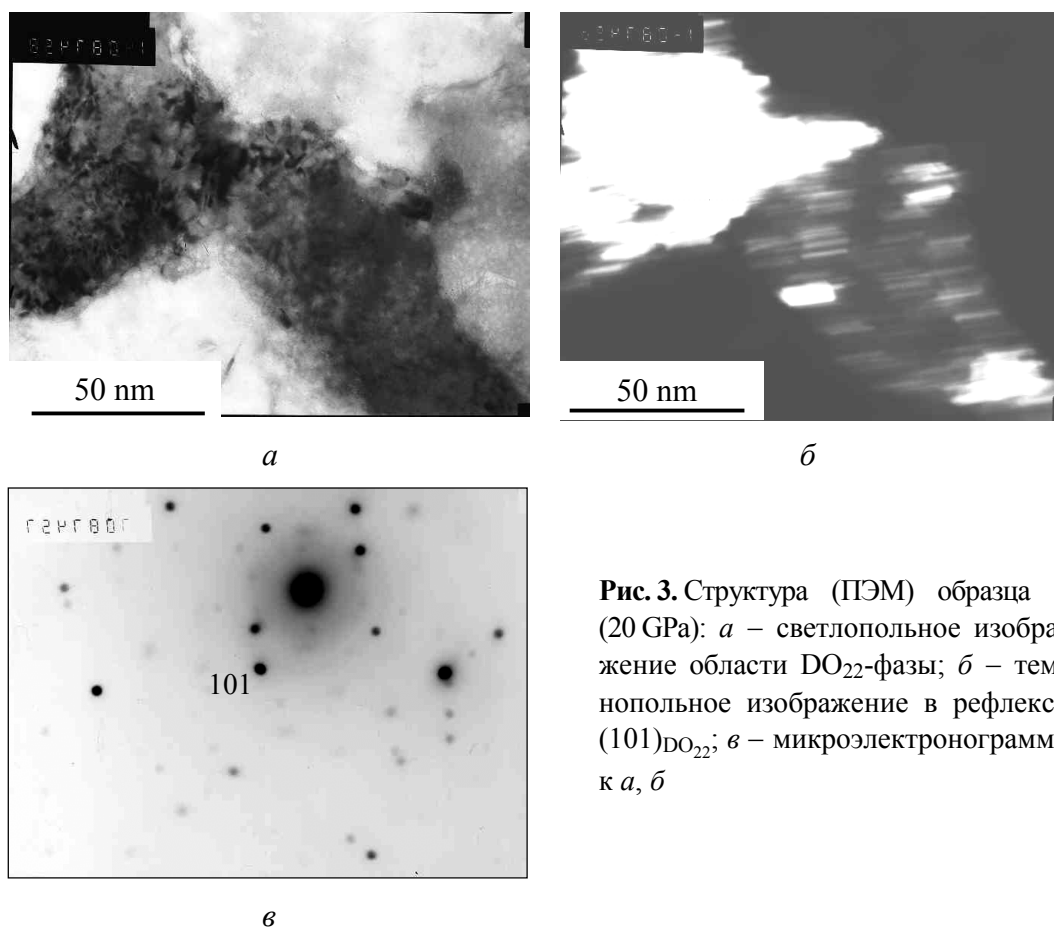 50 nm
50 nm
а
б
101
в
Рис. 3. Структура (ПЭМ) образца
(20 GPa): а – светлопольное изобра-
жение области DO22-фазы; б – тем-
нопольное изображение в рефлекс
(101)DO22; в – микроэлектронограмм
к а, б